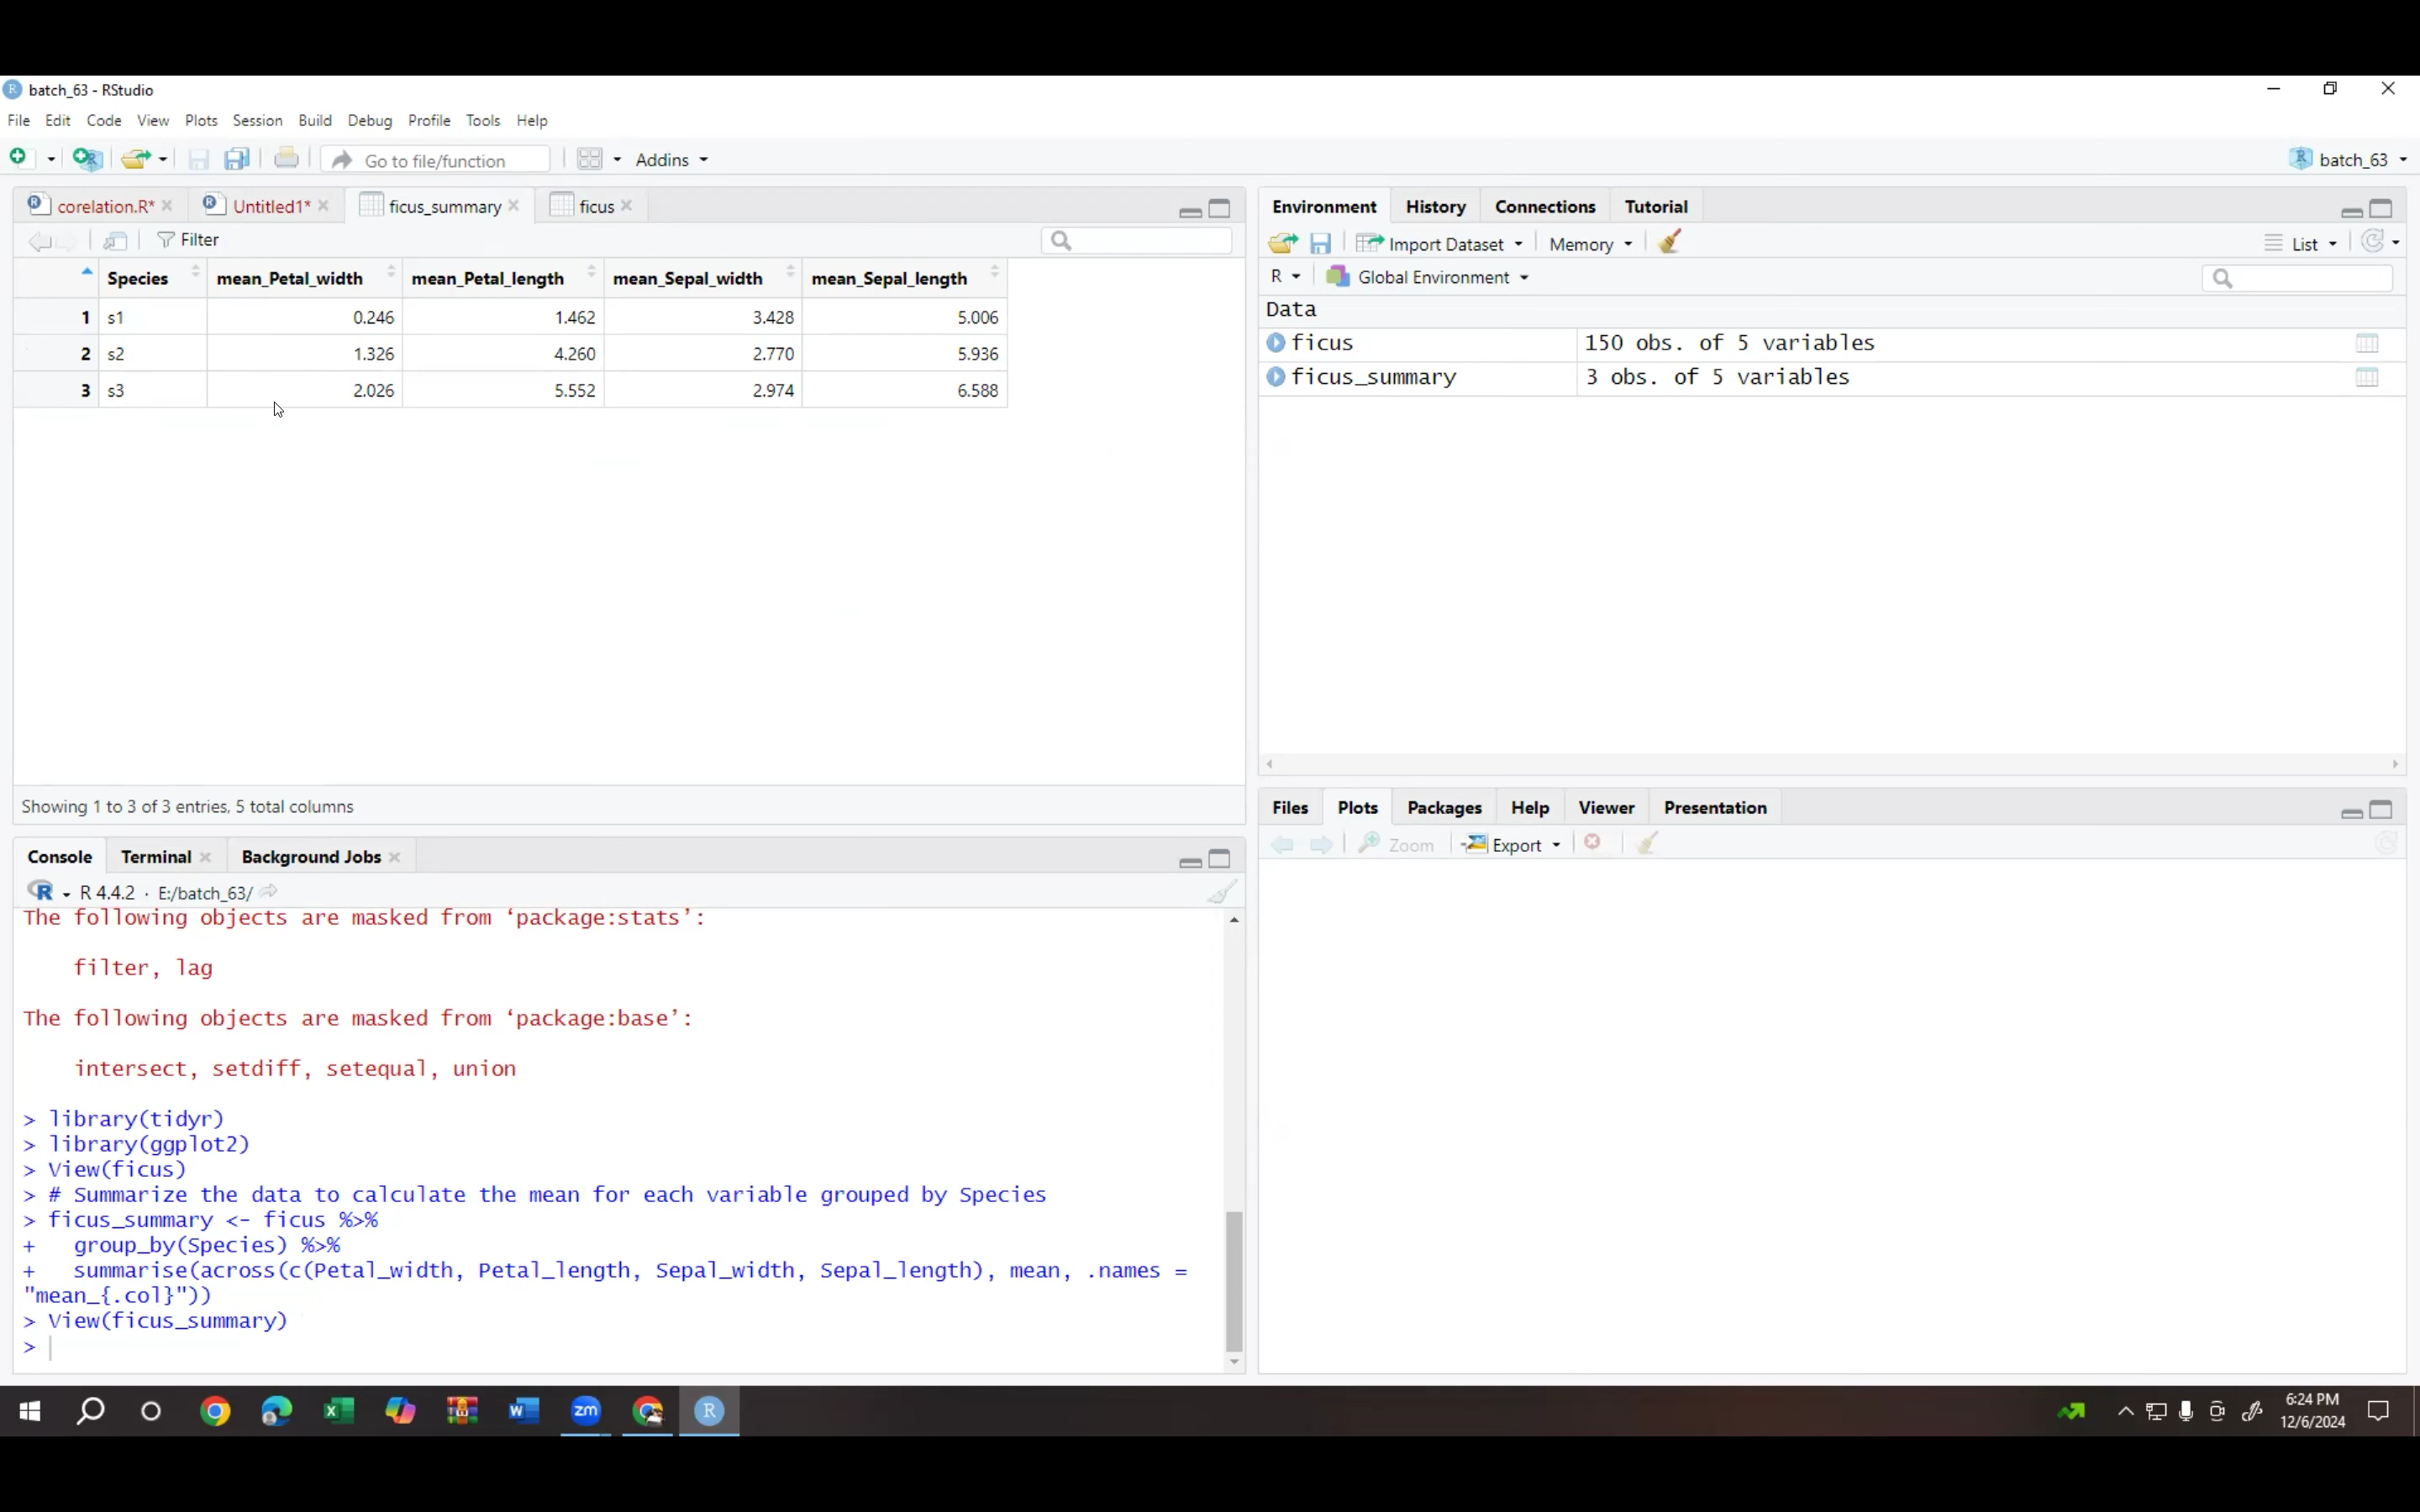 batch_63 - RStudio
File Edit Code View Plots Session Build Debug Profile Tools Help
Go to file/function Addins batch_63
corelation.R* Untitled1* ficus_summary ficus
Filter
Species mean_Petal_width mean_Petal_length mean_Sepal_width mean_Sepal_length
1 s1 0.246 1.462 3.428 5.006
2 s2 1.326 4.260 2.770 5.936
3 s3 2.026 5.552 2.974 6.588
Showing 1 to 3 of 3 entries, 5 total columns
Console Terminal Background Jobs
R 4.4.2 · E:/batch_63/
The following objects are masked from ‘package:stats’:
filter, lag
The following objects are masked from ‘package:base’:
intersect, setdiff, setequal, union
> library(tidyr)
> library(ggplot2)
> View(ficus)
> # Summarize the data to calculate the mean for each variable grouped by Species
> ficus_summary <- ficus %>%
+ group_by(Species) %>%
+ summarise(across(c(Petal_width, Petal_length, Sepal_width, Sepal_length), mean, .names =
"mean_{.col}"))
> View(ficus_summary)
>
Environment History Connections Tutorial
Import Dataset Memory List
R Global Environment
Data
ficus 150 obs. of 5 variables
ficus_summary 3 obs. of 5 variables
Files Plots Packages Help Viewer Presentation
Zoom Export
zm
6:24 PM
12/6/2024